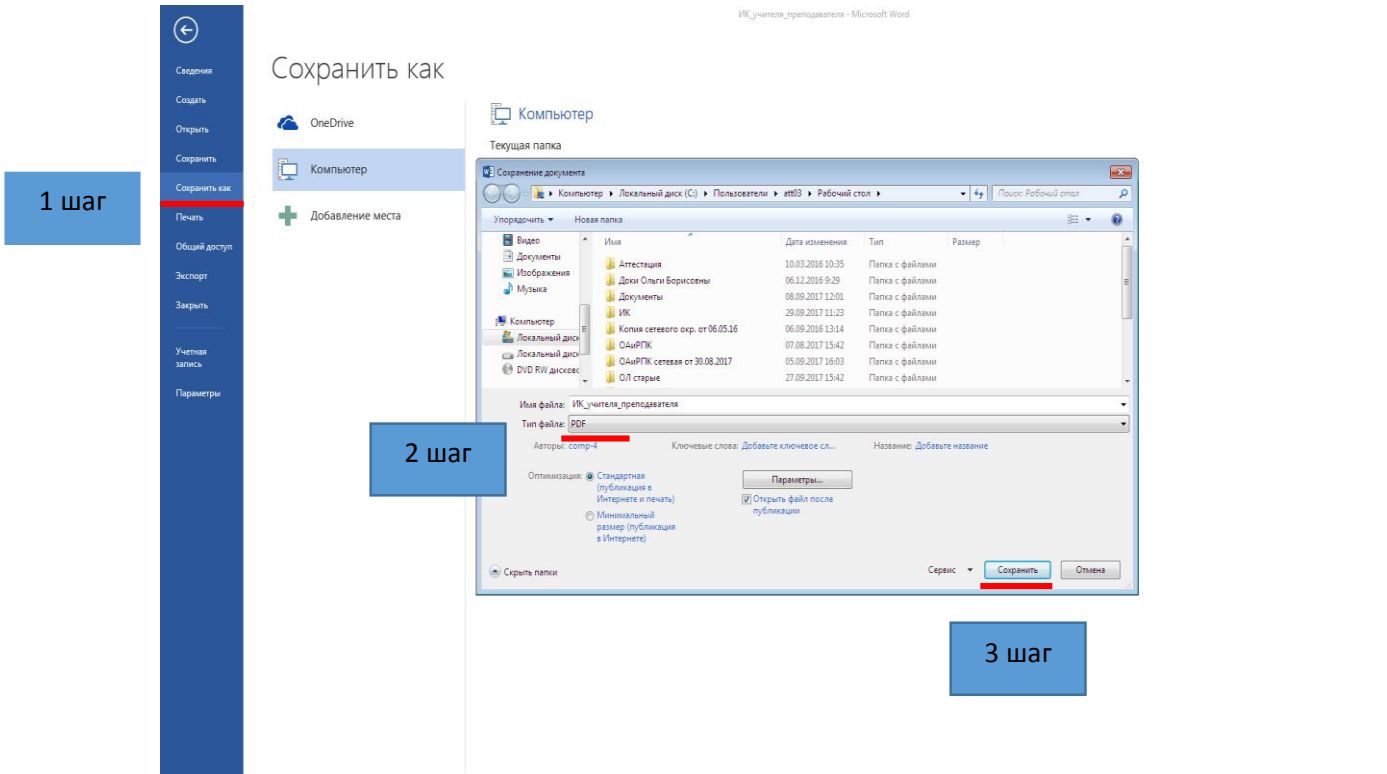 ИК_учителя_преподавателя - Microsoft Word
Сведения
Создать
Открыть
Сохранить
Сохранить как
Печать
Общий доступ
Экспорт
Закрыть
Учетная
запись
Параметры
1 шаг
Сохранить как
OneDrive
Компьютер
Добавление места
Компьютер
Текущая папка
Сохранение документа
Компьютер Локальный диск (C:) Пользователи att03 Рабочий стол
Поиск: Рабочий стол
Упорядочить Новая папка
Видео
Документы
Изображения
Музыка
Компьютер
Локальный диск
Локальный диск
DVD RW дисковс
Имя Дата изменения Тип Размер
Аттестация 10.03.2016 10:35 Папка с файлами
Доки Ольги Борисовны 06.12.2016 9:29 Папка с файлами
Документы 08.09.2017 12:01 Папка с файлами
ИК 29.09.2017 11:23 Папка с файлами
Копия сетевого окр. от 06.05.16 06.09.2016 13:14 Папка с файлами
ОАиРПК 07.08.2017 15:42 Папка с файлами
ОАиРПК сетевая от 30.08.2017 05.09.2017 16:03 Папка с файлами
ОЛ старые 27.09.2017 15:42 Папка с файлами
Имя файла: ИК_учителя_преподавателя
Тип файла: PDF
Авторы: comp-4 Ключевые слова: Добавьте ключевое сл... Название: Добавьте название
2 шаг
Оптимизация: Стандартная
(публикация в
Интернете и печать)
Минимальный
размер (публикация
в Интернете)
Параметры...
Открыть файл после
публикации
Скрыть папки
Сервис Сохранить Отмена
3 шаг